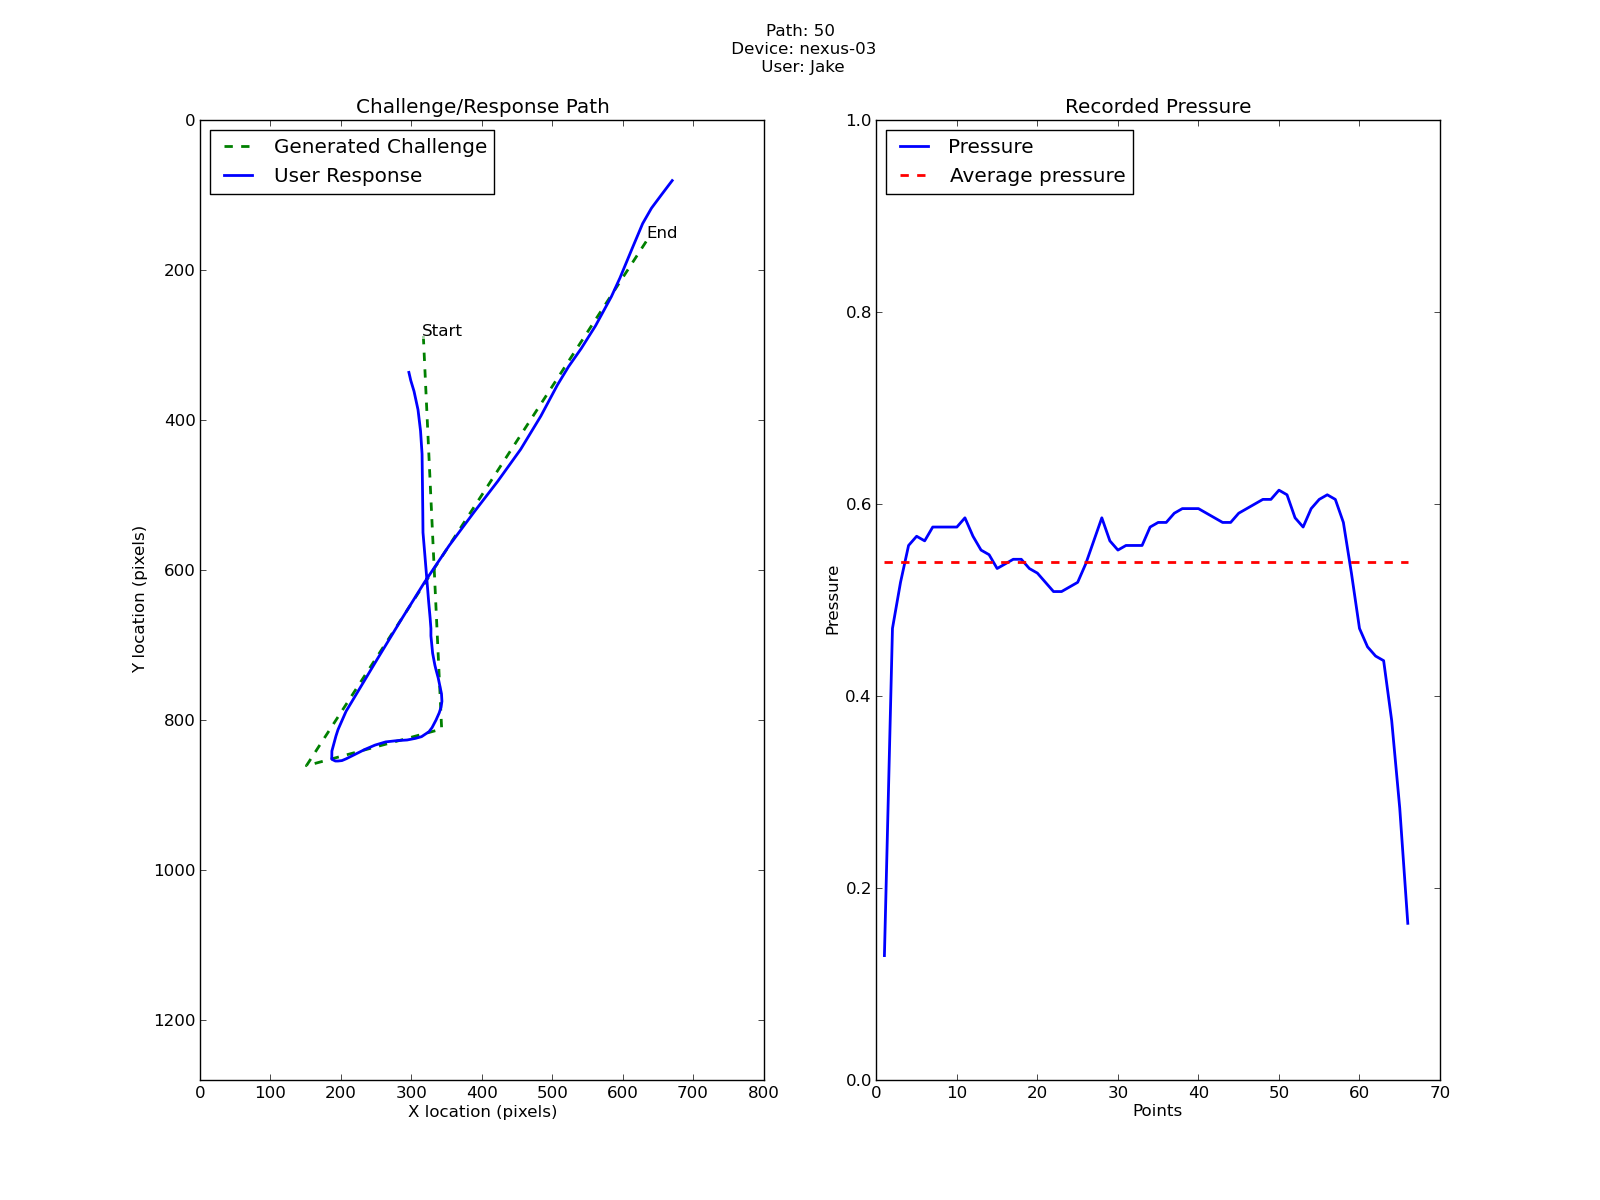 Path: 50
Device: nexus-03
User: Jake
Challenge/Response Path
Generated Challenge
User Response
Start
End
0
200
400
600
800
1000
1200
Y location (pixels)
0 100 200 300 400 500 600 700 800
X location (pixels)
Recorded Pressure
Pressure
Average pressure
1.0
0.8
0.6
0.4
0.2
0.0
Pressure
0 10 20 30 40 50 60 70
Points